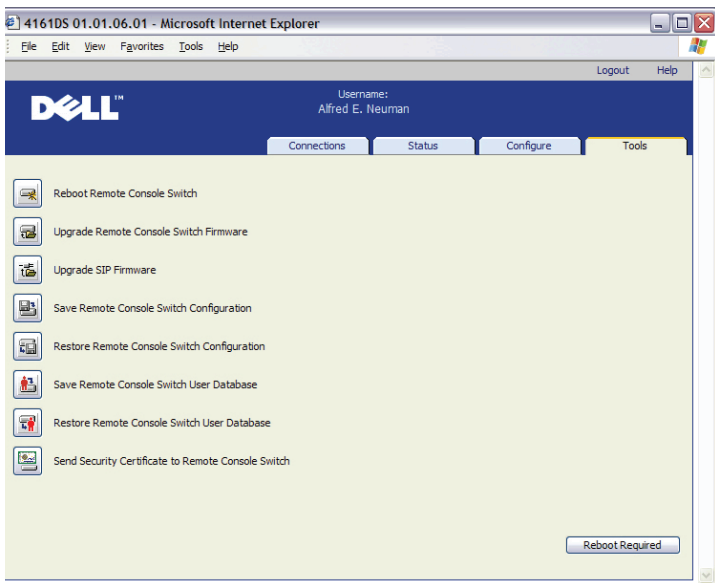 4161DS 01.01.06.01 - Microsoft Internet Explorer
File Edit View Favorites Tools Help
Logout Help
DELL™
Username:
Alfred E. Neuman
Connections Status Configure Tools
Reboot Remote Console Switch
Upgrade Remote Console Switch Firmware
Upgrade SIP Firmware
Save Remote Console Switch Configuration
Restore Remote Console Switch Configuration
Save Remote Console Switch User Database
Restore Remote Console Switch User Database
Send Security Certificate to Remote Console Switch
Reboot Required